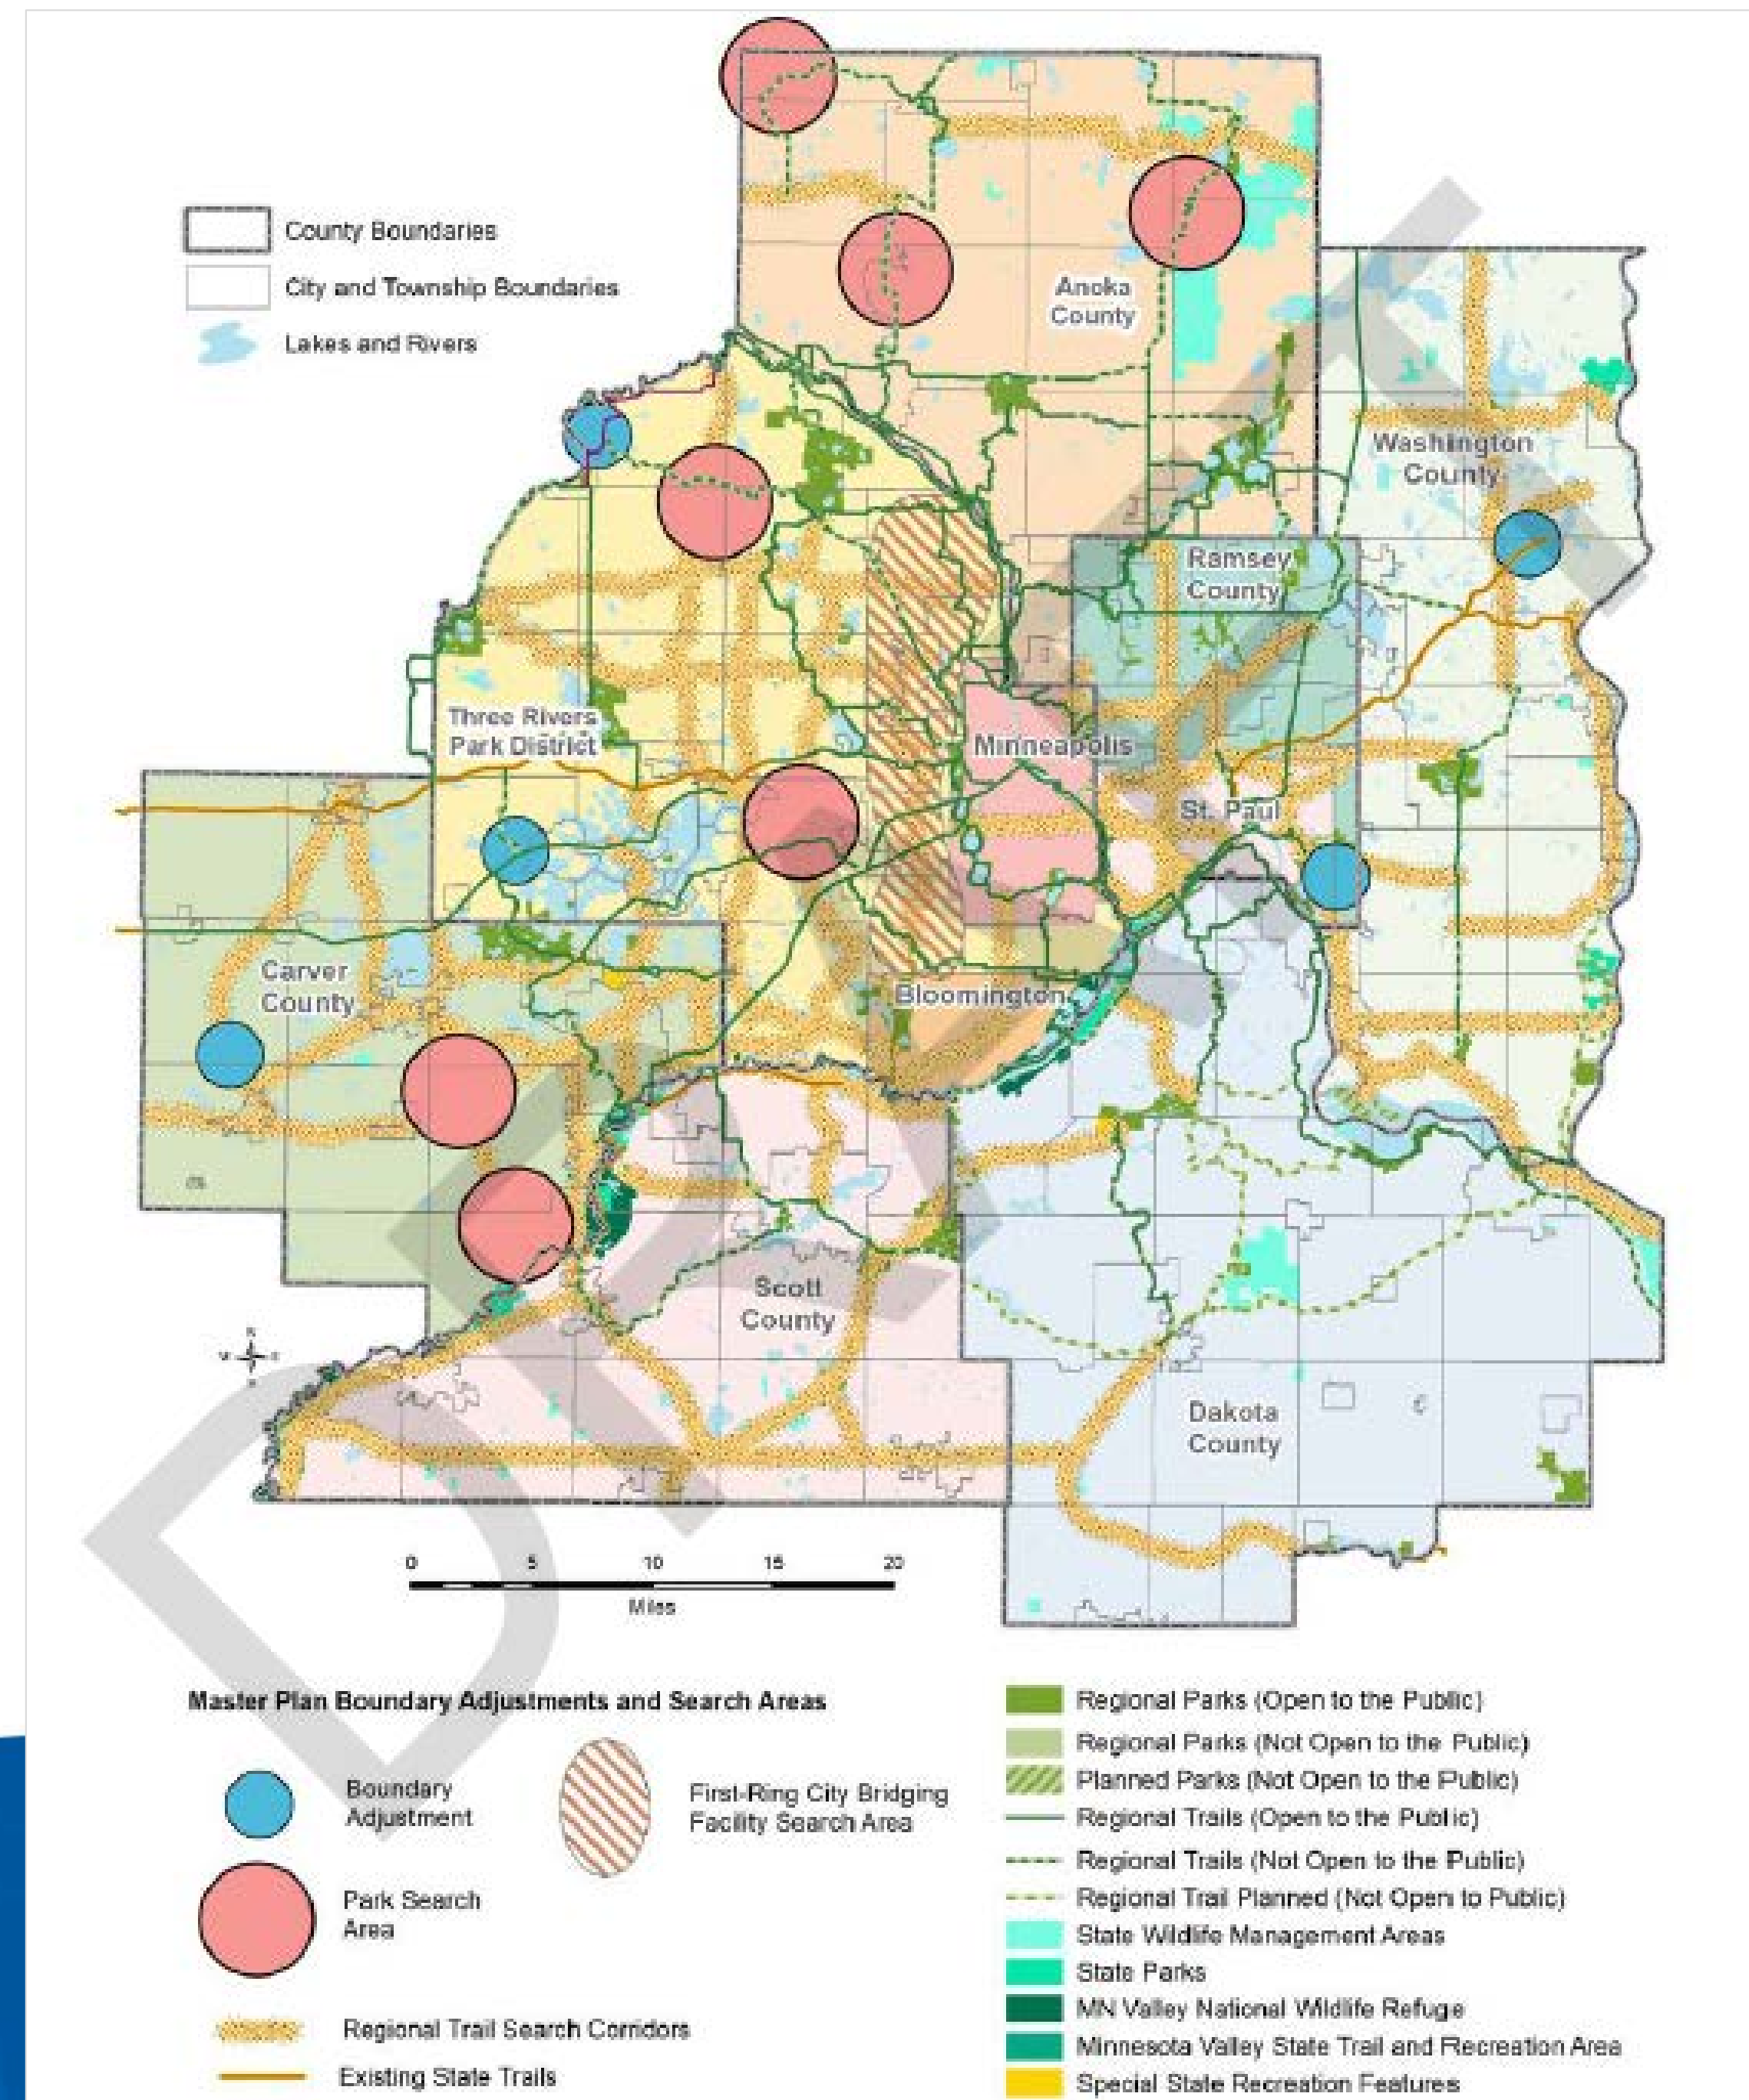 County Boundaries
City and Township Boundaries
Lakes and Rivers
Anoka
County
Washington
County
Ramsey
County
Three Rivers
Park District
Minneapolis
St. Paul
Carver
County
Bloomington
Scott
County
Dakota
County
N
W
E
S
0 5 10 15 20
Miles
DRAFT
Master Plan Boundary Adjustments and Search Areas
Boundary
Adjustment
First-Ring City Bridging
Facility Search Area
Park Search
Area
Regional Trail Search Corridors
Existing State Trails
Regional Parks (Open to the Public)
Regional Parks (Not Open to the Public)
Planned Parks (Not Open to the Public)
Regional Trails (Open to the Public)
Regional Trails (Not Open to the Public)
Regional Trail Planned (Not Open to Public)
State Wildlife Management Areas
State Parks
MN Valley National Wildlife Refuge
Minnesota Valley State Trail and Recreation Area
Special State Recreation Features